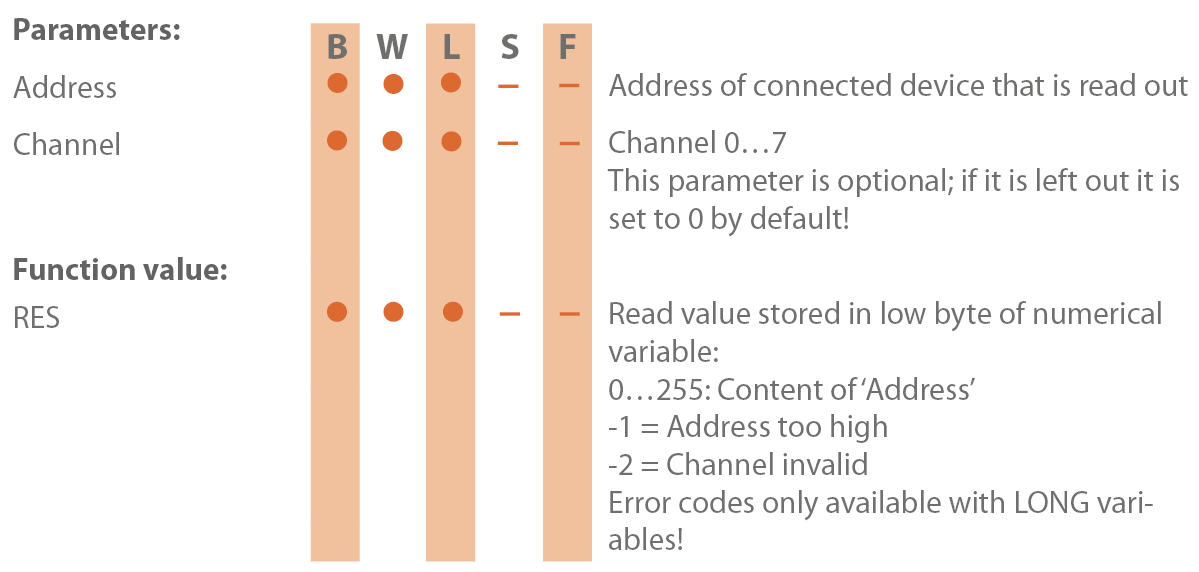 Parameters:
B W L S F
Address ● ● ● – – Address of connected device that is read out
Channel ● ● ● – – Channel 0…7
This parameter is optional; if it is left out it is
set to 0 by default!
Function value:
RES ● ● ● – – Read value stored in low byte of numerical
variable:
0…255: Content of ‘Address’
-1 = Address too high
-2 = Channel invalid
Error codes only available with LONG vari-
ables!